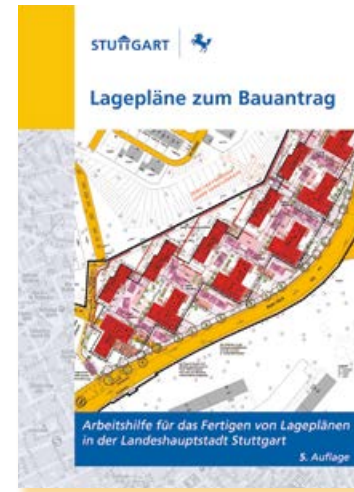 STUTTGART
Lagepläne zum Bauantrag
Arbeitshilfe für das Fertigen von Lageplänen
in der Landeshauptstadt Stuttgart
5. Auflage